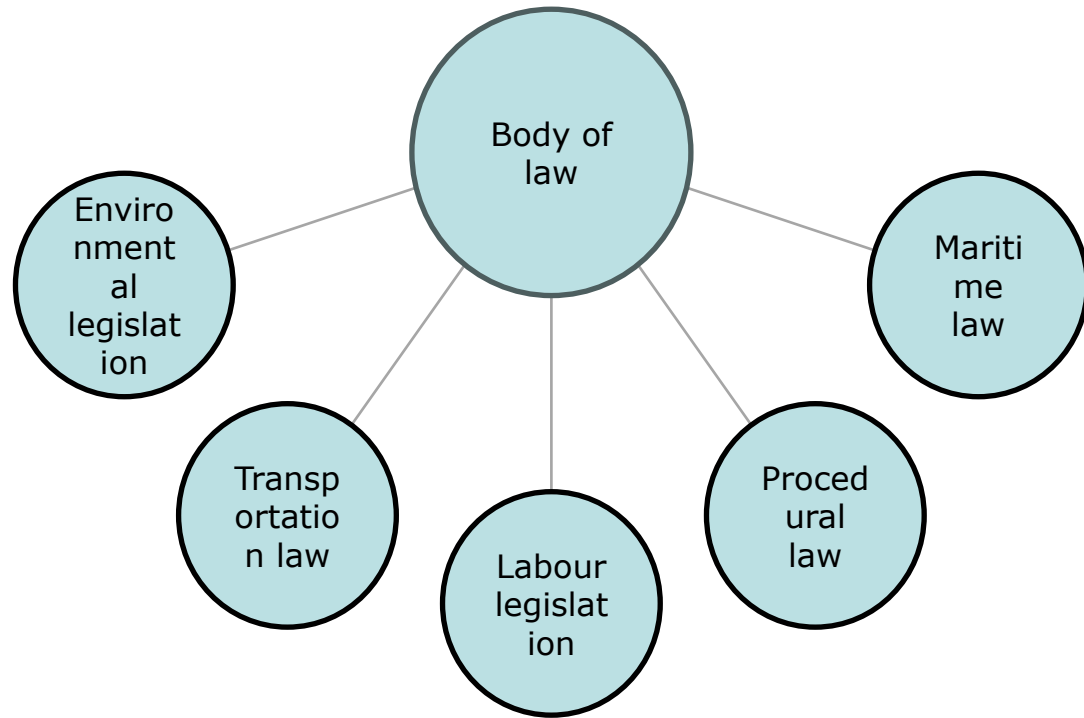 Body of
law
Enviro
nment
al
legislat
ion
Transp
ortatio
n law
Labour
legislat
ion
Proced
ural
law
Mariti
me
law